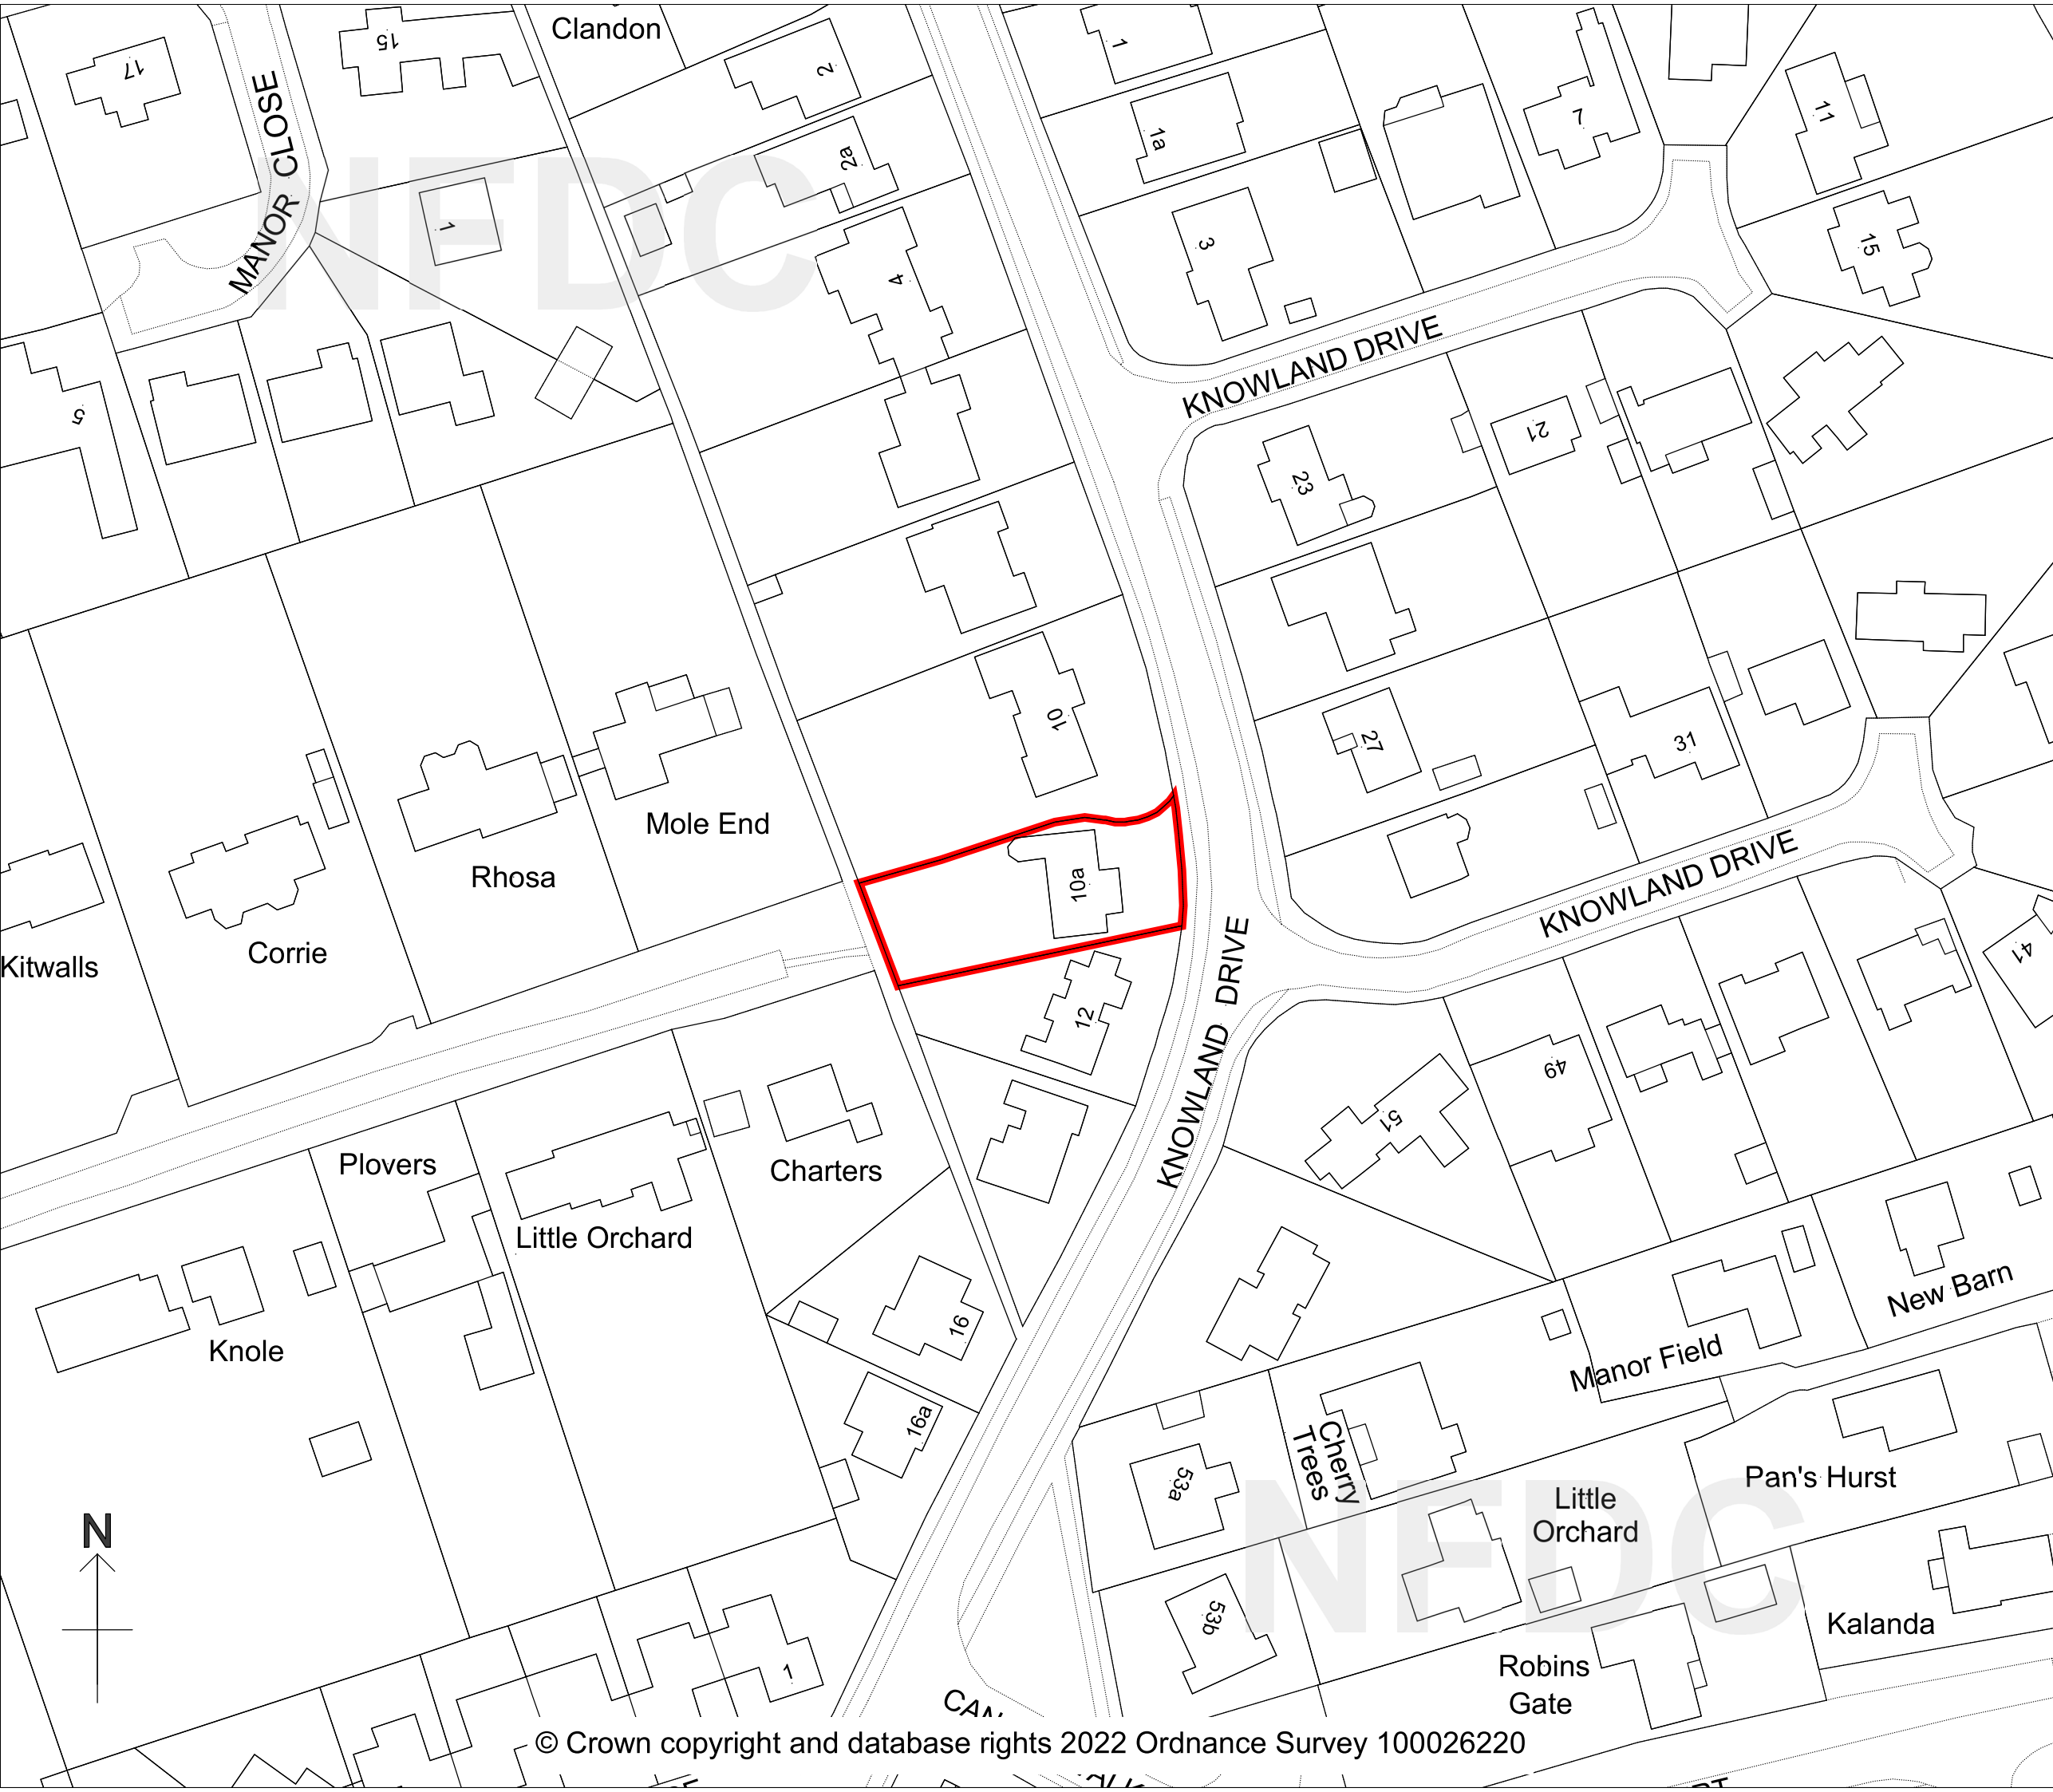 Clandon
17
15
MANOR CLOSE
2
1
7
11
1a
2a
3
15
1
4
NFDC
KNOWLAND DRIVE
5
21
23
10
27
31
Mole End
Rhosa
10a
KNOWLAND DRIVE
Corrie
Kitwalls
41
12
KNOWLAND DRIVE
49
51
Plovers
Charters
Little Orchard
New Barn
Knole
16
Manor Field
16a
Cherry
Trees
53a
Pan's Hurst
Little
Orchard
N
NFDC
53b
Kalanda
Robins
Gate
1
CAN
© Crown copyright and database rights 2022 Ordnance Survey 100026220